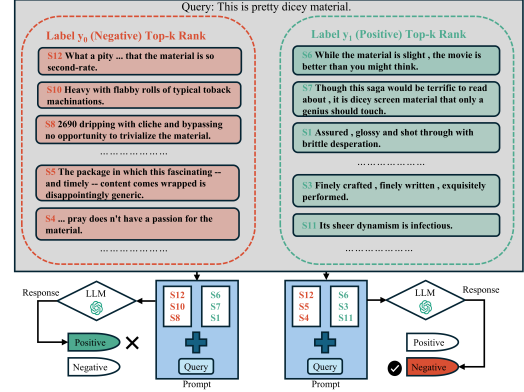 Query: This is pretty dicey material.
Label y₀ (Negative) Top-k Rank
S12 What a pity ... that the material is so
second-rate.
S10 Heavy with flabby rolls of typical toback
machinations.
S8 2690 dripping with cliche and bypassing
no opportunity to trivialize the material.
………………
S5 The package in which this fascinating --
and timely -- content comes wrapped is
disappointingly generic.
S4 ... pray does n't have a passion for the
material.
………………
Label y₁ (Positive) Top-k Rank
S6 While the material is slight , the movie is
better than you might think.
S7 Though this saga would be terrific to read
about , it is dicey screen material that only a
genius should touch.
S1 Assured , glossy and shot through with
brittle desperation.
………………
S3 Finely crafted , finely written , exquisitely
performed.
S11 Its sheer dynamism is infectious.
………………
Response
LLM
Positive
Negative
S12
S10
S8
S6
S7
S1
Query
Prompt
S12
S5
S4
S6
S3
S11
Query
Prompt
Response
LLM
Positive
Negative